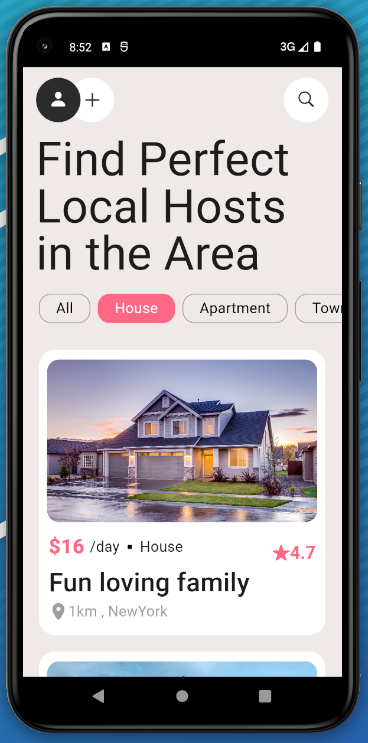 8:52
3G
Find Perfect
Local Hosts
in the Area
All House Apartment
$16 /day ▪ House
4.7
Fun loving family
1km , NewYork